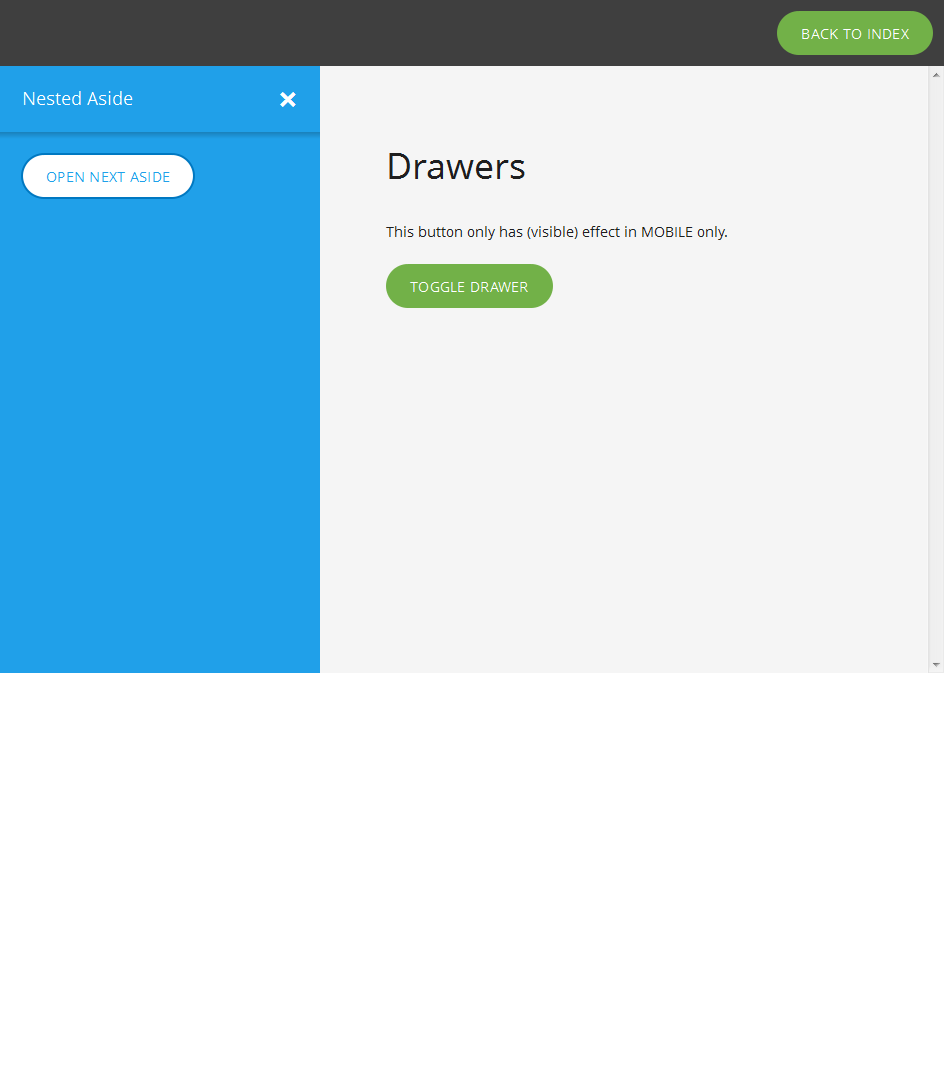 BACK TO INDEX
Nested Aside
OPEN NEXT ASIDE
Drawers
This button only has (visible) effect in MOBILE only.
TOGGLE DRAWER